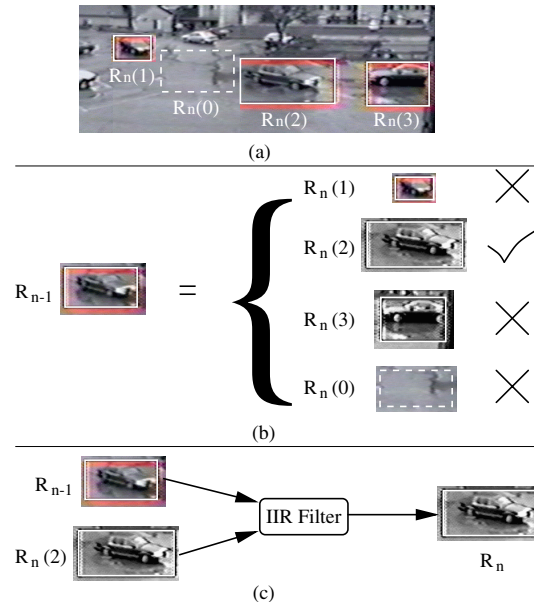 Rn(1)
Rn(0)
Rn(2)
Rn(3)
(a)
Rn-1
=
Rn(1)
Rn(2)
Rn(3)
Rn(0)
(b)
Rn-1
Rn(2)
IIR Filter
Rn
(c)